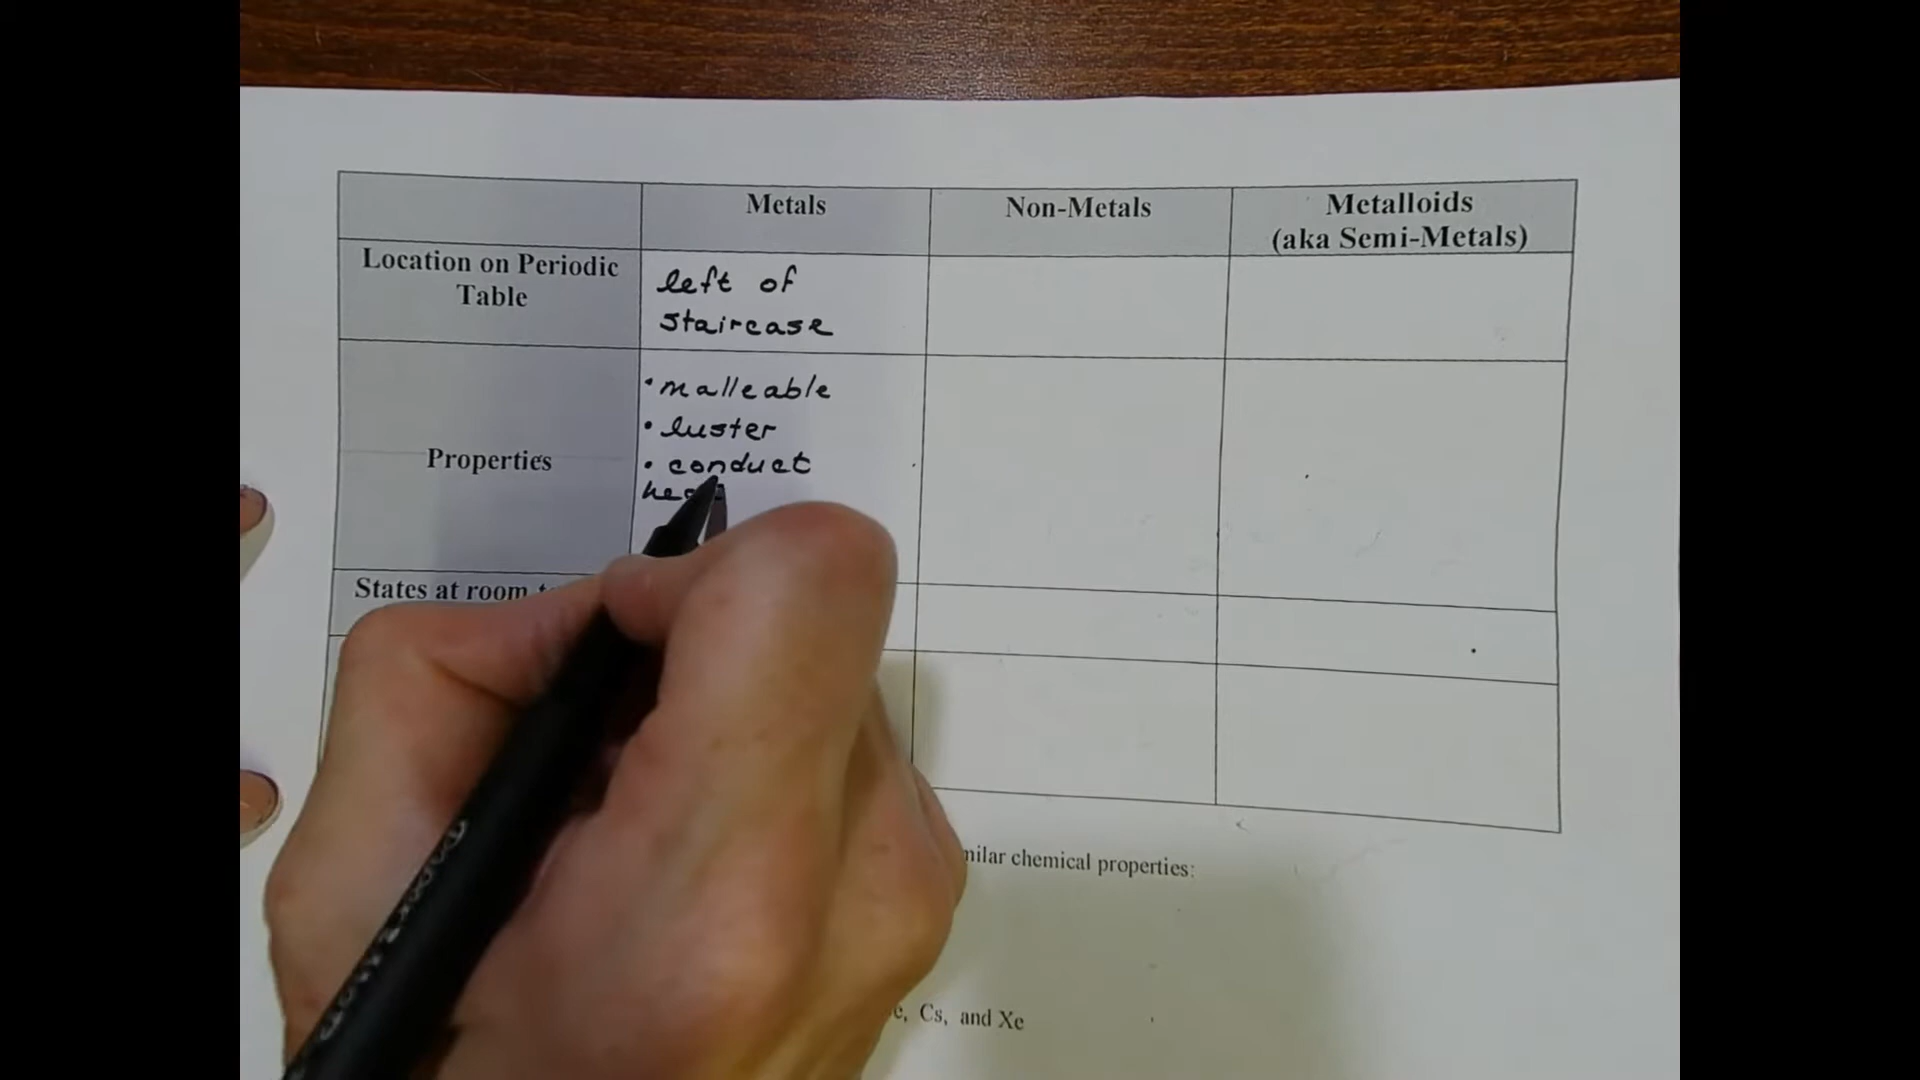 Metals
Non-Metals
Metalloids
(aka Semi-Metals)
Location on Periodic
Table
left of
staircase
Properties
• malleable
• luster
• conduct
States at room
milar chemical properties:
Cs, and Xe